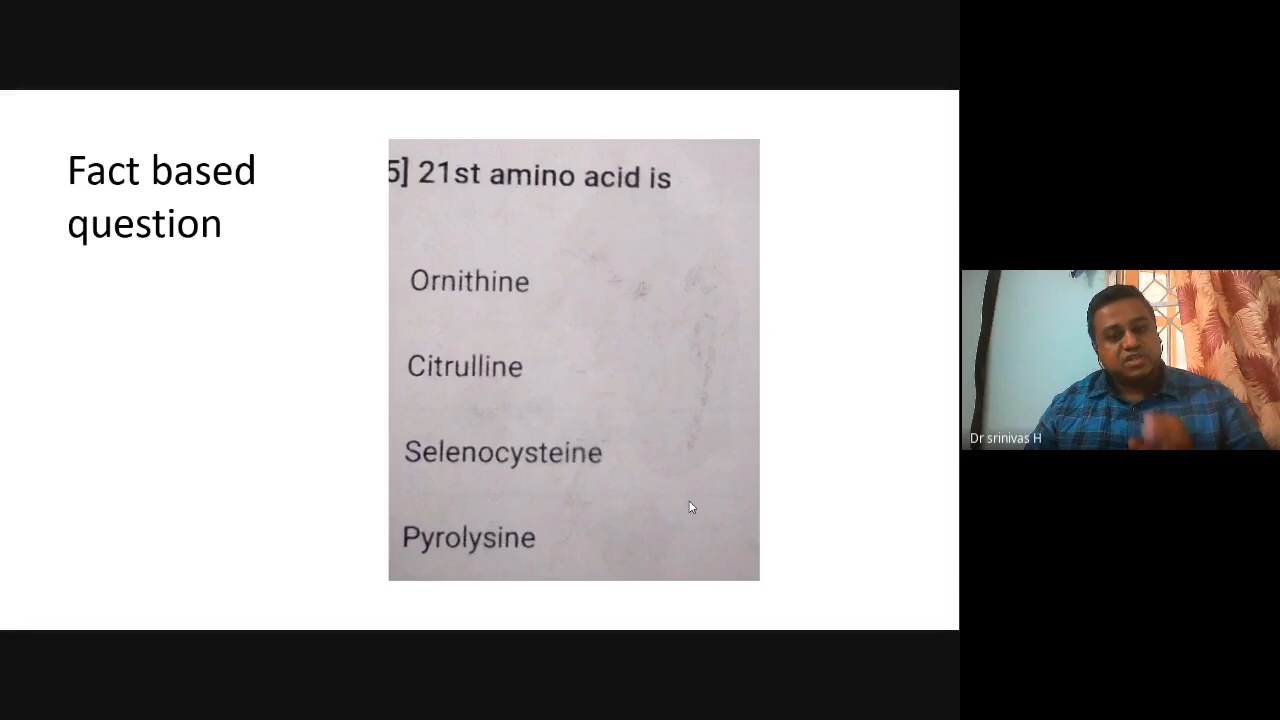 Fact based
question
5] 21st amino acid is
Ornithine
Citrulline
Selenocysteine
Pyrolysine
Dr srinivas H